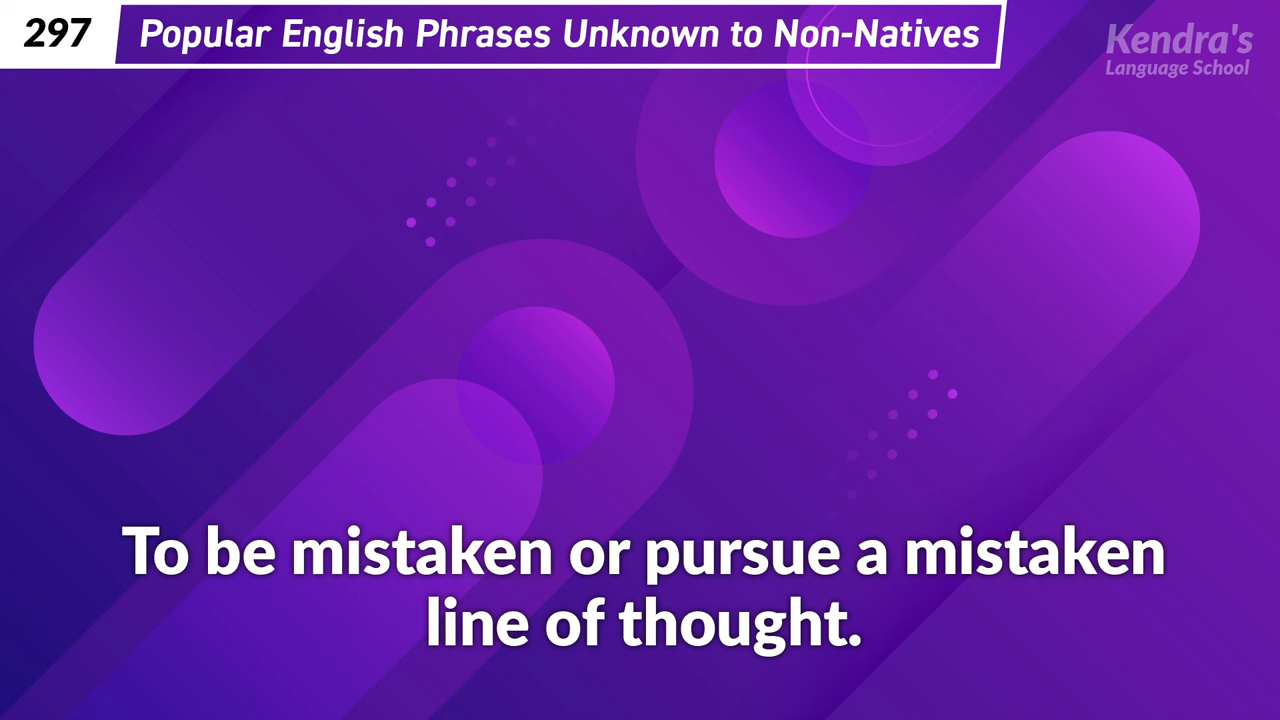 297 Popular English Phrases Unknown to Non-Natives
Kendra's
Language School
To be mistaken or pursue a mistaken
line of thought.